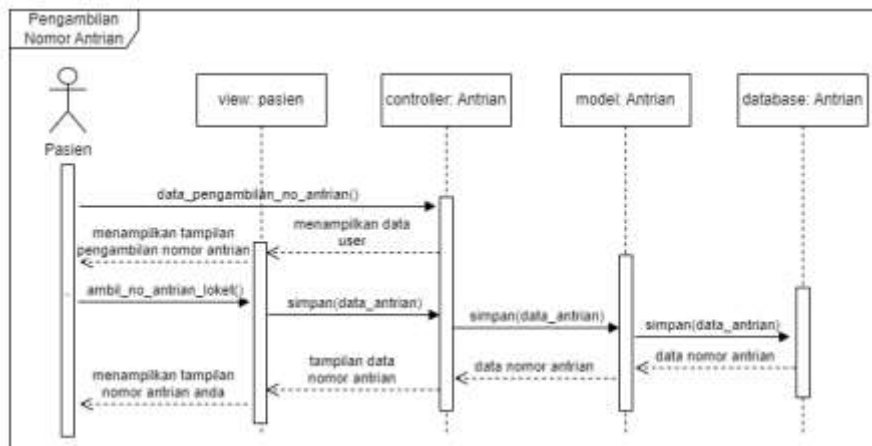 Pengambilan
Nomor Antrian
view: pasien
controller: Antrian
model: Antrian
database: Antrian
Pasien
data_pengambilan_no_antrian()
menampilkan data
user
menampilkan tampilan
pengambilan nomor antrian
ambil_no_antrian_loket()
simpan(data_antrian)
simpan(data_antrian)
simpan(data_antrian)
data nomor antrian
data nomor antrian
tampilan data
nomor antrian
menampilkan tampilan
nomor antrian anda